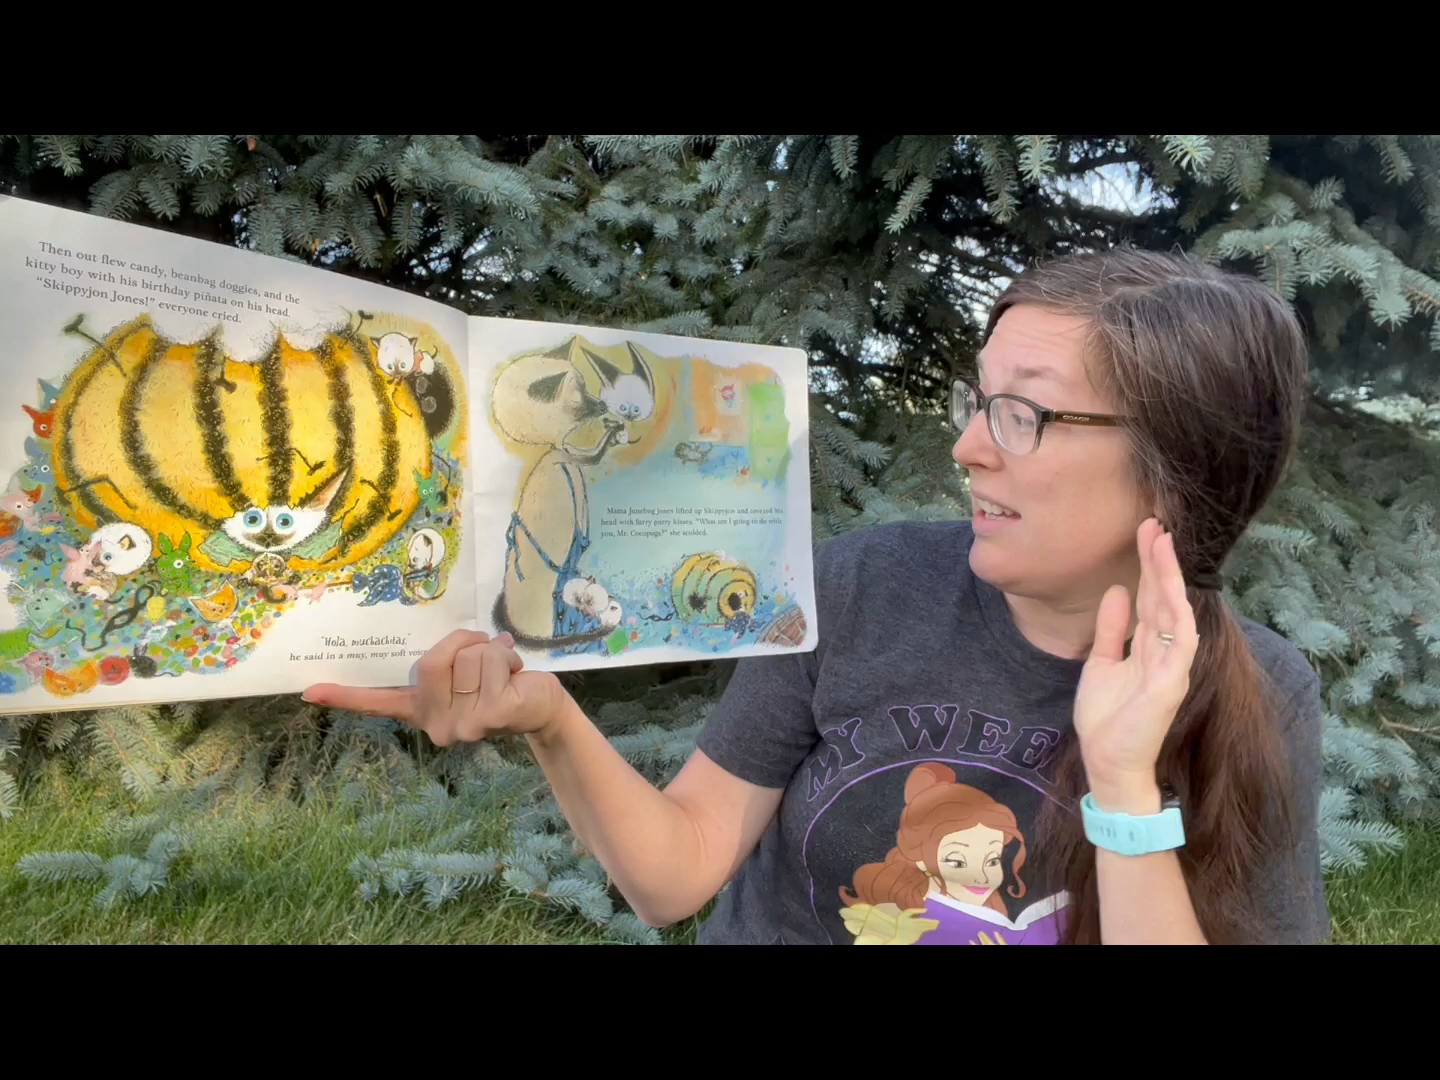 Then out flew candy, beanbag doggies, and the
kitty boy with his birthday piñata on his head.
"Skippyjon Jones!" everyone cried.
"Hola, muchachitas,"
he said in a muy, muy soft voice
Mama Junebug Jones lifted up Skippyjon and covered his
head with furry purry kisses. "What am I going to do with
you, Mr. Cocopugs?" she scolded.
COACH
MY WEE